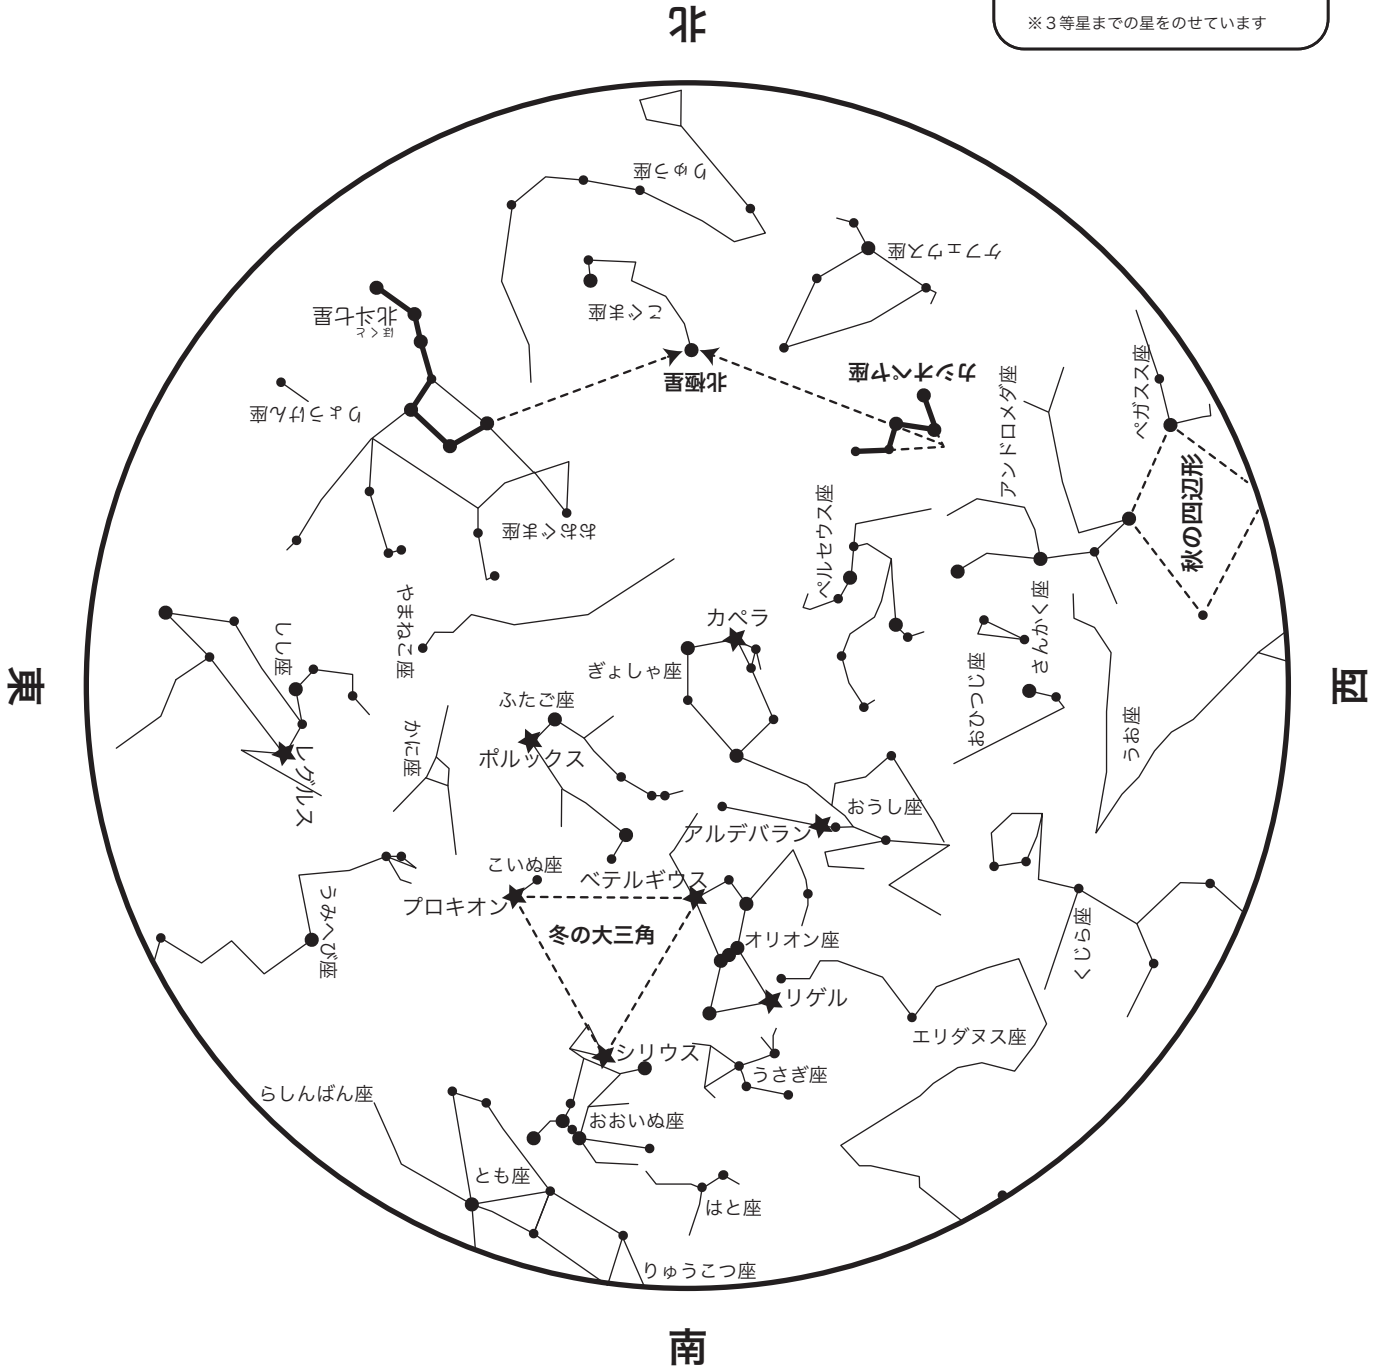 北
※３等星までの星をのせています
りゅう座
ケフェウス座
こぐま座
北斗七星
ほくと
北極星
カシオペヤ座
アンドロメダ座
ペガスス座
りょうけん座
秋の四辺形
おおぐま座
ペルセウス座
やまねこ座
しし座
カペラ
さんかく座
ぎょしゃ座
おひつじ座
東
西
ふたご座
かに座
うお座
ポルックス
レグルス
おうし座
アルデバラン
こいぬ座
ベテルギウス
プロキオン
うみへび座
冬の大三角
オリオン座
くじら座
リゲル
エリダヌス座
シリウス
うさぎ座
らしんばん座
おおいぬ座
とも座
はと座
りゅうこつ座
南